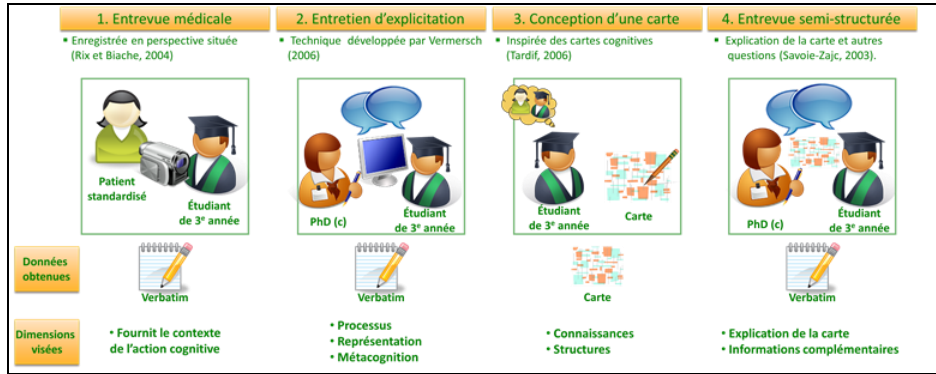 1. Entrevue médicale
2. Entretien d'explicitation
3. Conception d'une carte
4. Entrevue semi-structurée
▪ Enregistrée en perspective située
(Rix et Biache, 2004)
▪ Technique développée par Vermersch
(2006)
▪ Inspirée des cartes cognitives
(Tardif, 2006)
▪ Explication de la carte et autres
questions (Savoie-Zajc, 2003).
Patient
standardisé
Étudiant
de 3e année
PhD (c)
Étudiant
de 3e année
Étudiant
de 3e année
Carte
PhD (c)
Étudiant
de 3e année
Données
obtenues
Verbatim
Verbatim
Carte
Verbatim
Dimensions
visées
• Fournit le contexte
de l'action cognitive
• Processus
• Représentation
• Métacognition
• Connaissances
• Structures
• Explication de la carte
• Informations complémentaires